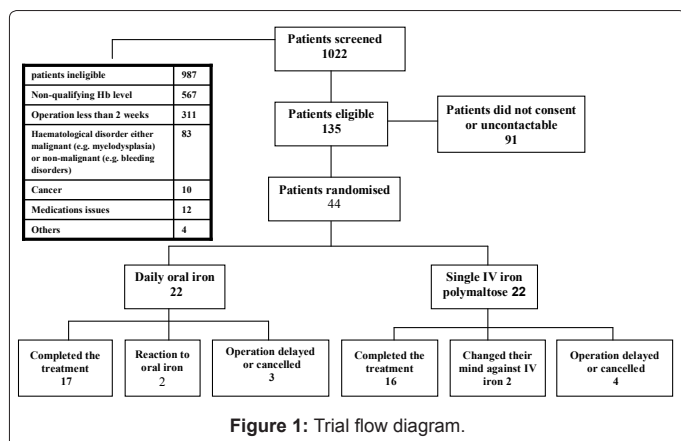 Patients screened
1022
patients ineligible 987
Non-qualifying Hb level 567
Operation less than 2 weeks 311
Haematological disorder either 83
malignant (e.g. myelodysplasia)
or non-malignant (e.g. bleeding
disorders)
Cancer 10
Medications issues 12
Others 4
Patients eligible
135
Patients did not consent
or uncontactable
91
Patients randomised
44
Daily oral iron
22
Single IV iron
polymaltose 22
Completed the
treatment
17
Reaction to
oral iron
2
Operation delayed
or cancelled
3
Completed the
treatment
16
Changed their
mind against IV
iron 2
Operation delayed
or cancelled
4
Figure 1: Trial flow diagram.